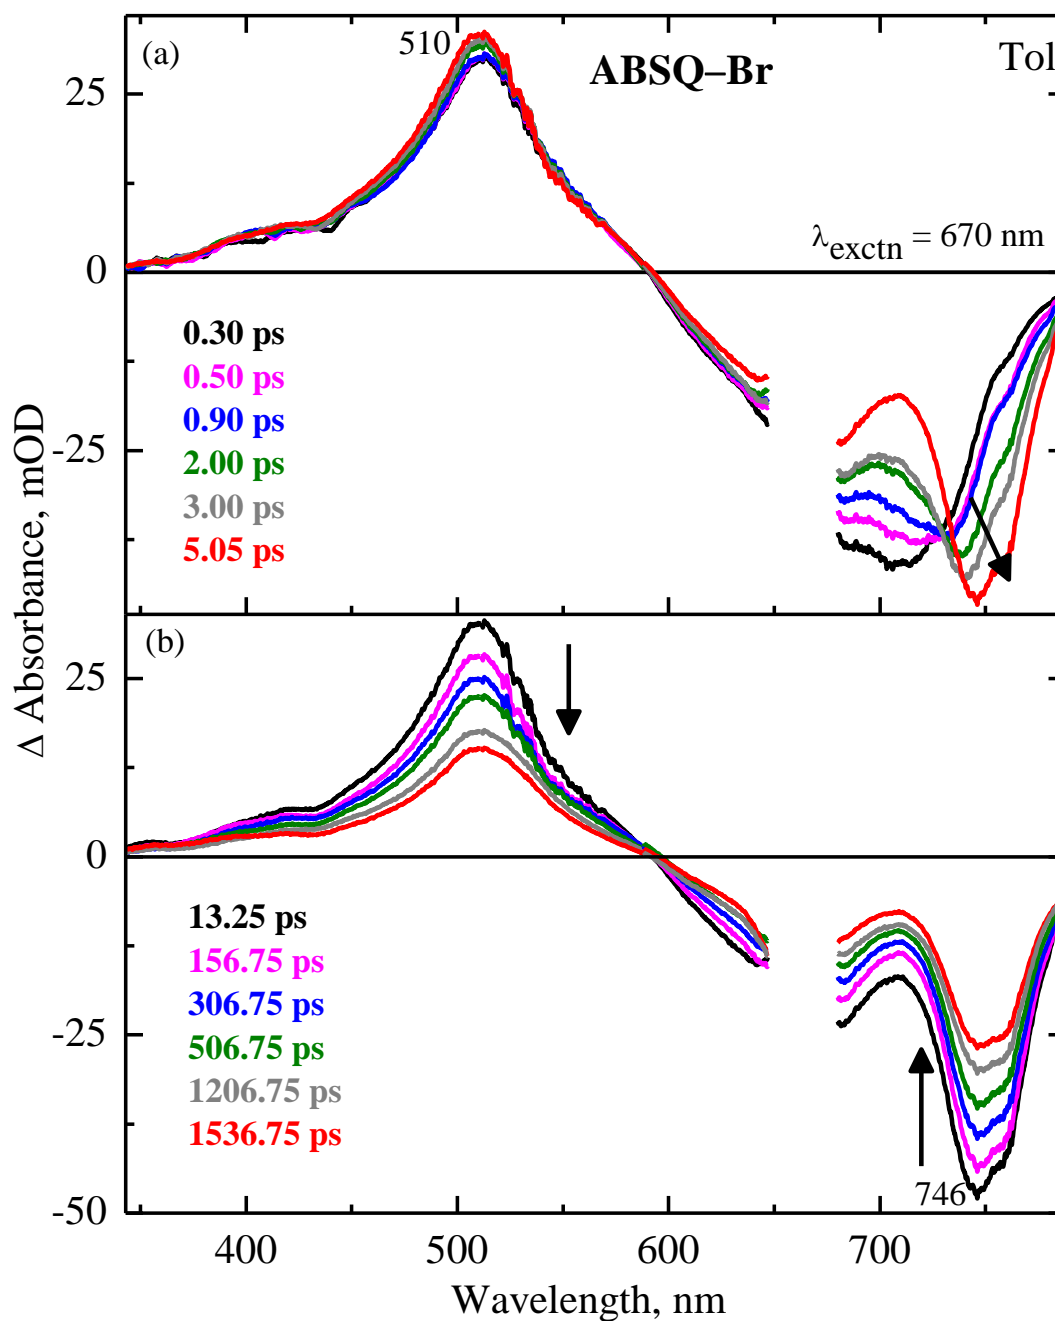 (a)
510
ABSQ–Br
Tol
25
λexctn = 670 nm
0
0.30 ps
0.50 ps
0.90 ps
2.00 ps
3.00 ps
5.05 ps
-25
Δ Absorbance, mOD
(b)
25
0
13.25 ps
156.75 ps
306.75 ps
506.75 ps
1206.75 ps
1536.75 ps
-25
746
-50
400 500 600 700
Wavelength, nm